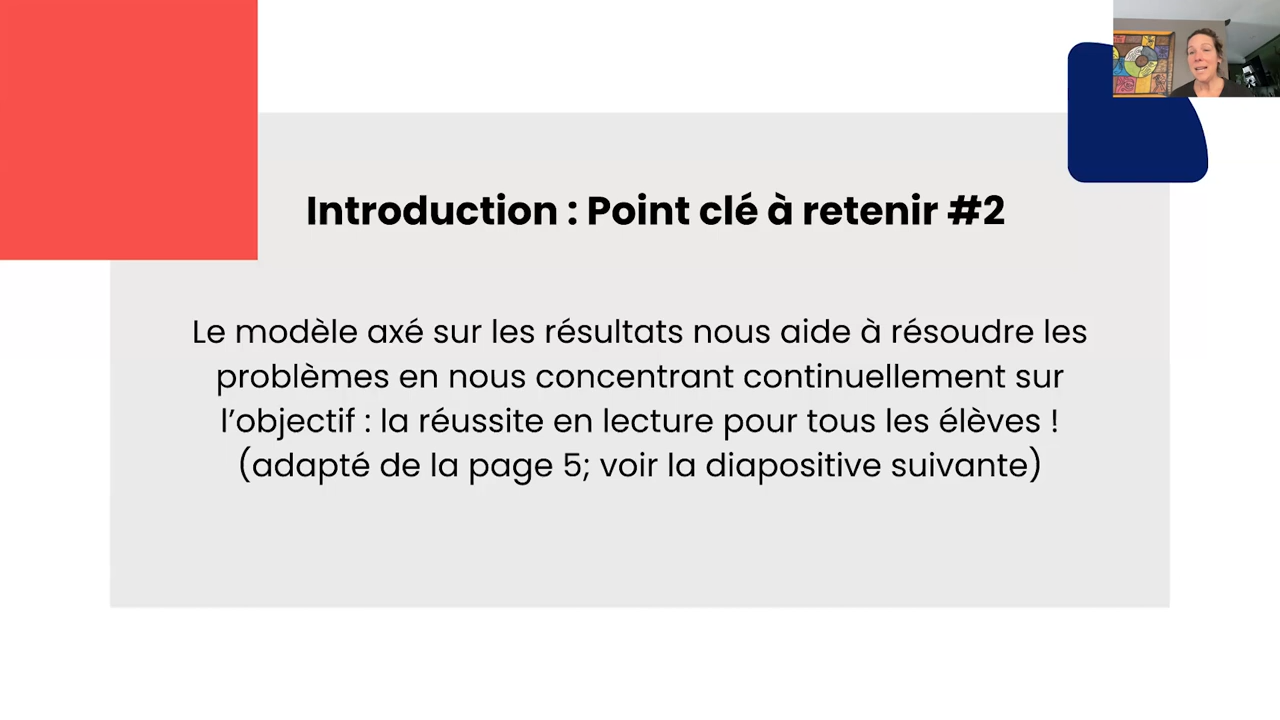 Introduction : Point clé à retenir #2
Le modèle axé sur les résultats nous aide à résoudre les
problèmes en nous concentrant continuellement sur
l’objectif : la réussite en lecture pour tous les élèves !
(adapté de la page 5; voir la diapositive suivante)